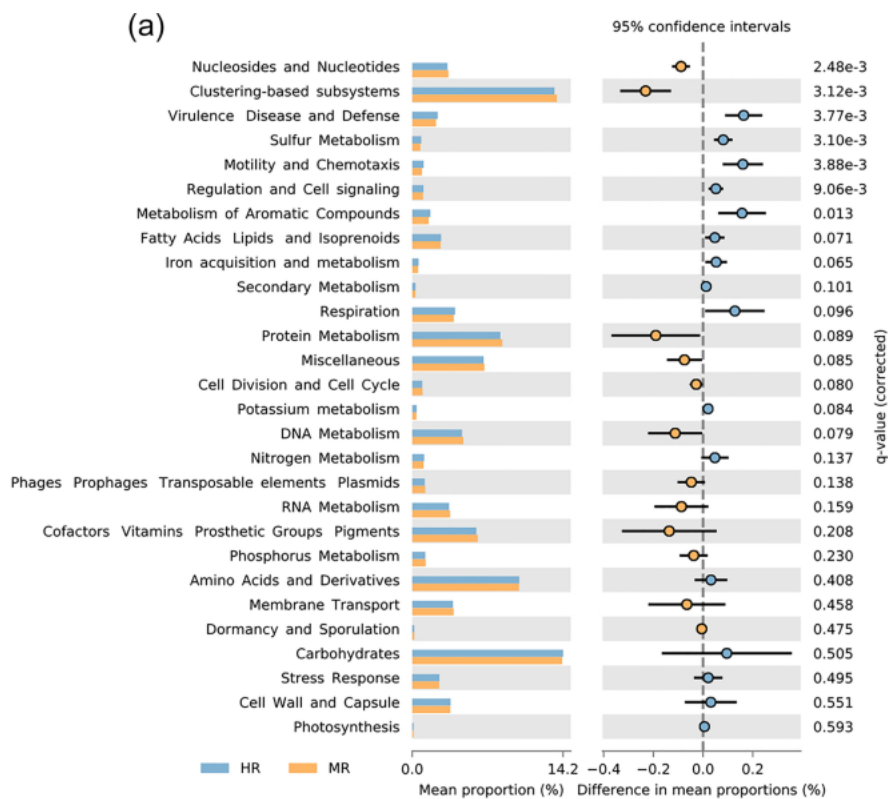 (a)
95% confidence intervals
Nucleosides and Nucleotides 2.48e-3
Clustering-based subsystems 3.12e-3
Virulence Disease and Defense 3.77e-3
Sulfur Metabolism 3.10e-3
Motility and Chemotaxis 3.88e-3
Regulation and Cell signaling 9.06e-3
Metabolism of Aromatic Compounds 0.013
Fatty Acids Lipids and Isoprenoids 0.071
Iron acquisition and metabolism 0.065
Secondary Metabolism 0.101
Respiration 0.096
Protein Metabolism 0.089
Miscellaneous 0.085
Cell Division and Cell Cycle 0.080
Potassium metabolism 0.084
DNA Metabolism 0.079
Nitrogen Metabolism 0.137
Phages Prophages Transposable elements Plasmids 0.138
RNA Metabolism 0.159
Cofactors Vitamins Prosthetic Groups Pigments 0.208
Phosphorus Metabolism 0.230
Amino Acids and Derivatives 0.408
Membrane Transport 0.458
Dormancy and Sporulation 0.475
Carbohydrates 0.505
Stress Response 0.495
Cell Wall and Capsule 0.551
Photosynthesis 0.593
q-value (corrected)
HR MR
0.0 14.2
Mean proportion (%)
−0.4 −0.2 0.0 0.2
Difference in mean proportions (%)